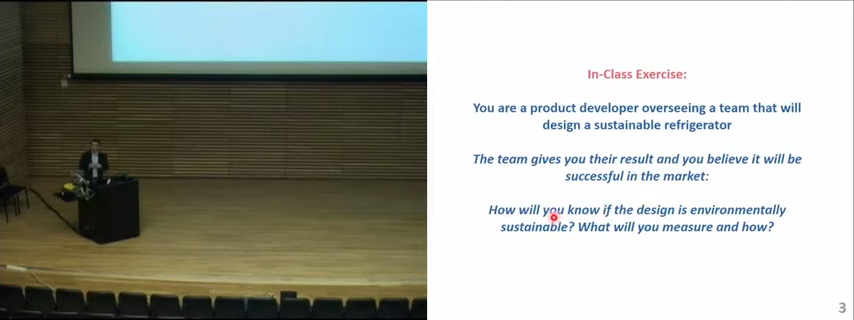 In-Class Exercise:
You are a product developer overseeing a team that will
design a sustainable refrigerator
The team gives you their result and you believe it will be
successful in the market:
How will you know if the design is environmentally
sustainable? What will you measure and how?
3